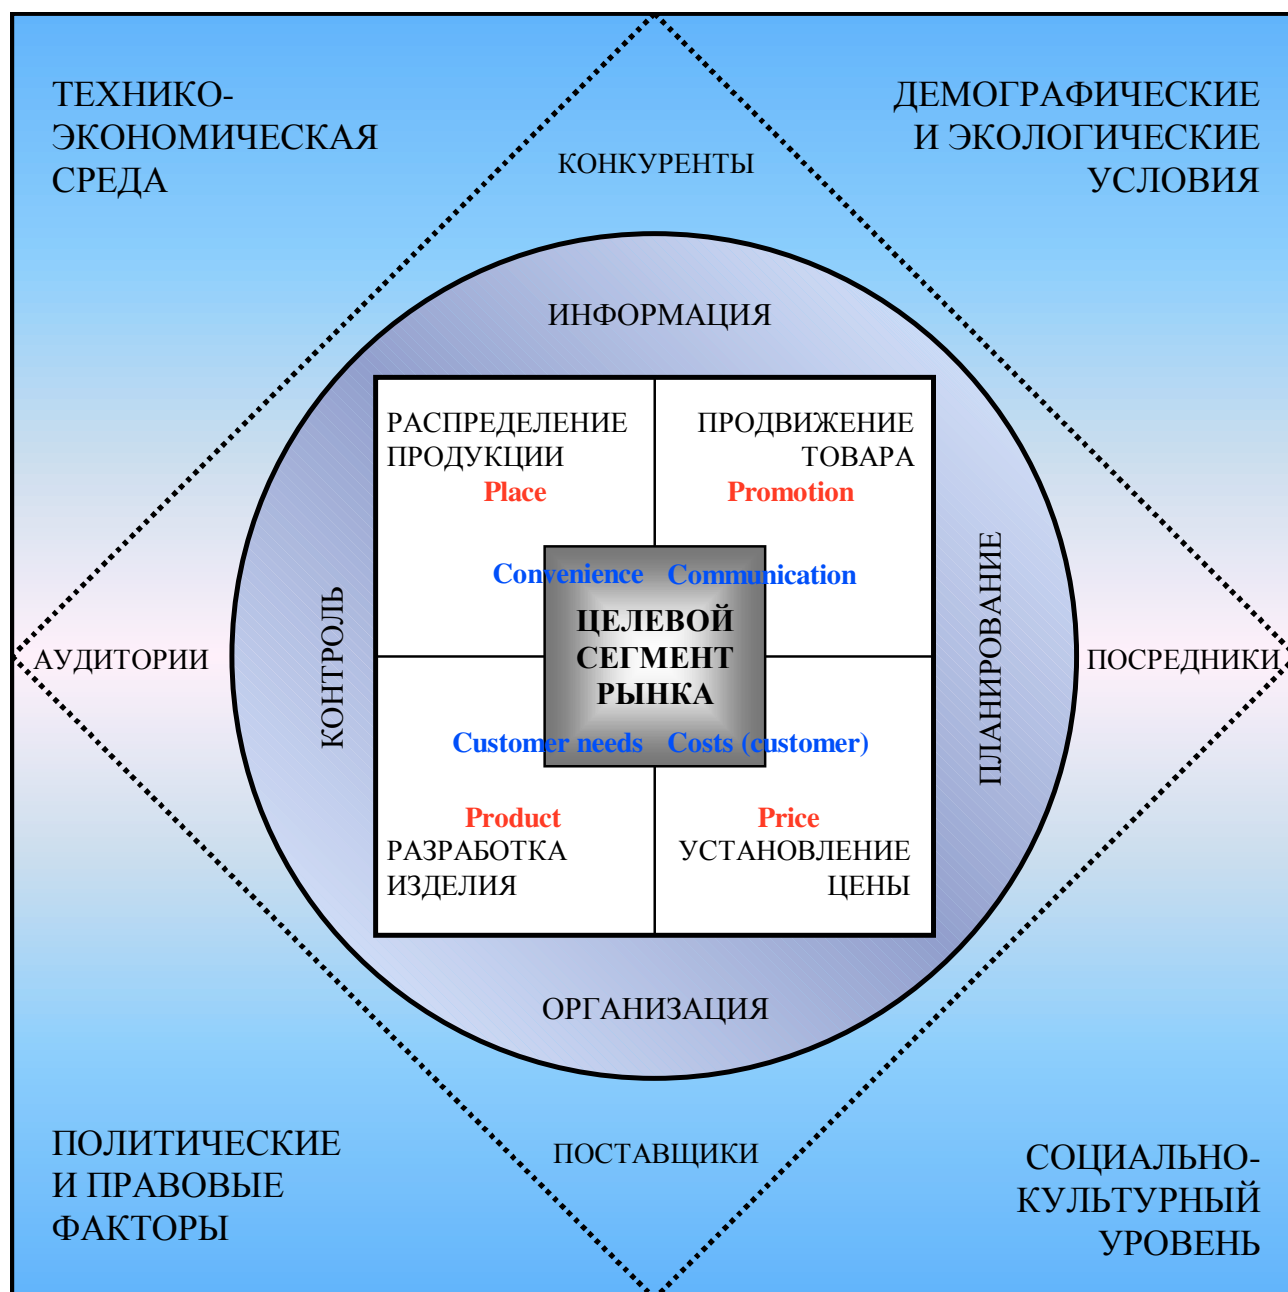 ТЕХНИКО-
ЭКОНОМИЧЕСКАЯ
СРЕДА
ДЕМОГРАФИЧЕСКИЕ
И ЭКОЛОГИЧЕСКИЕ
УСЛОВИЯ
КОНКУРЕНТЫ
ИНФОРМАЦИЯ
РАСПРЕДЕЛЕНИЕ
ПРОДУКЦИИ
Place
Convenience
ПРОДВИЖЕНИЕ
ТОВАРА
Promotion
Communication
АУДИТОРИИ
КОНТРОЛЬ
ЦЕЛЕВОЙ
СЕГМЕНТ
РЫНКА
ПЛАНИРОВАНИЕ
ПОСРЕДНИКИ
Customer needs
Product
РАЗРАБОТКА
ИЗДЕЛИЯ
Costs (customer)
Price
УСТАНОВЛЕНИЕ
ЦЕНЫ
ОРГАНИЗАЦИЯ
ПОСТАВЩИКИ
ПОЛИТИЧЕСКИЕ
И ПРАВОВЫЕ
ФАКТОРЫ
СОЦИАЛЬНО-
КУЛЬТУРНЫЙ
УРОВЕНЬ